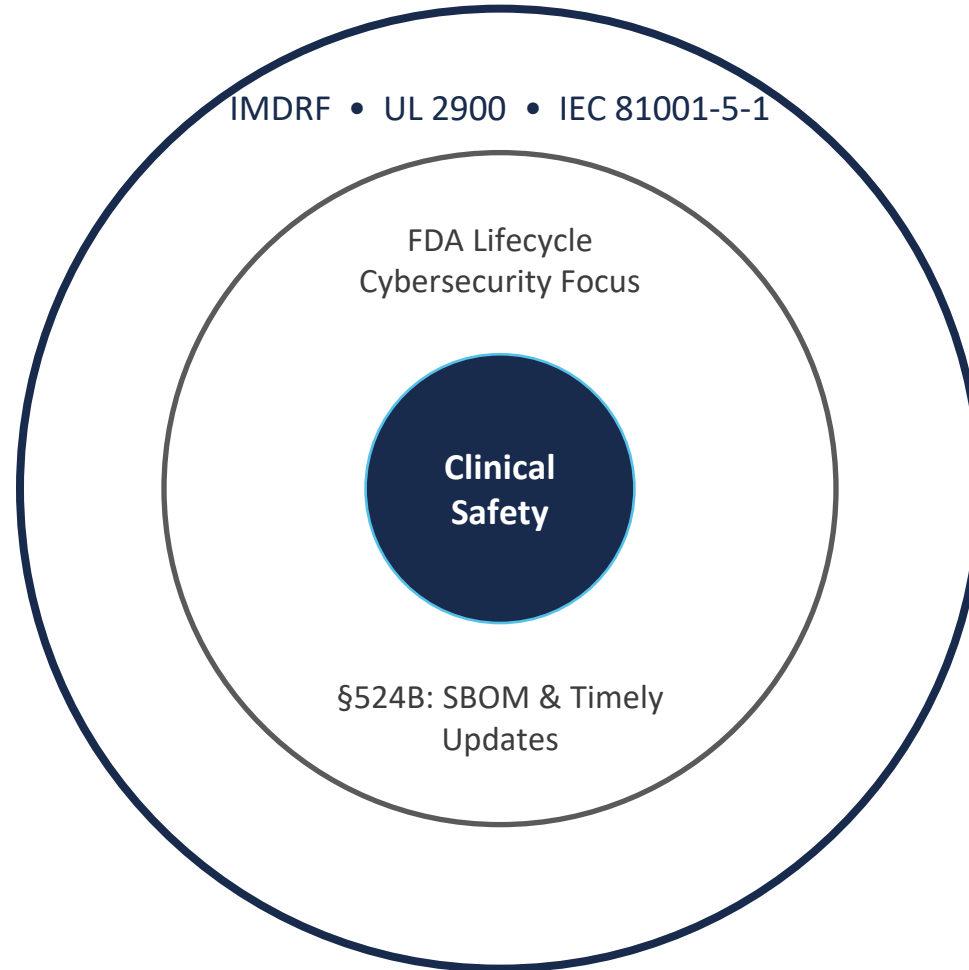 IMDRF • UL 2900 • IEC 81001-5-1
FDA Lifecycle
Cybersecurity Focus
Clinical
Safety
§524B: SBOM & Timely
Updates